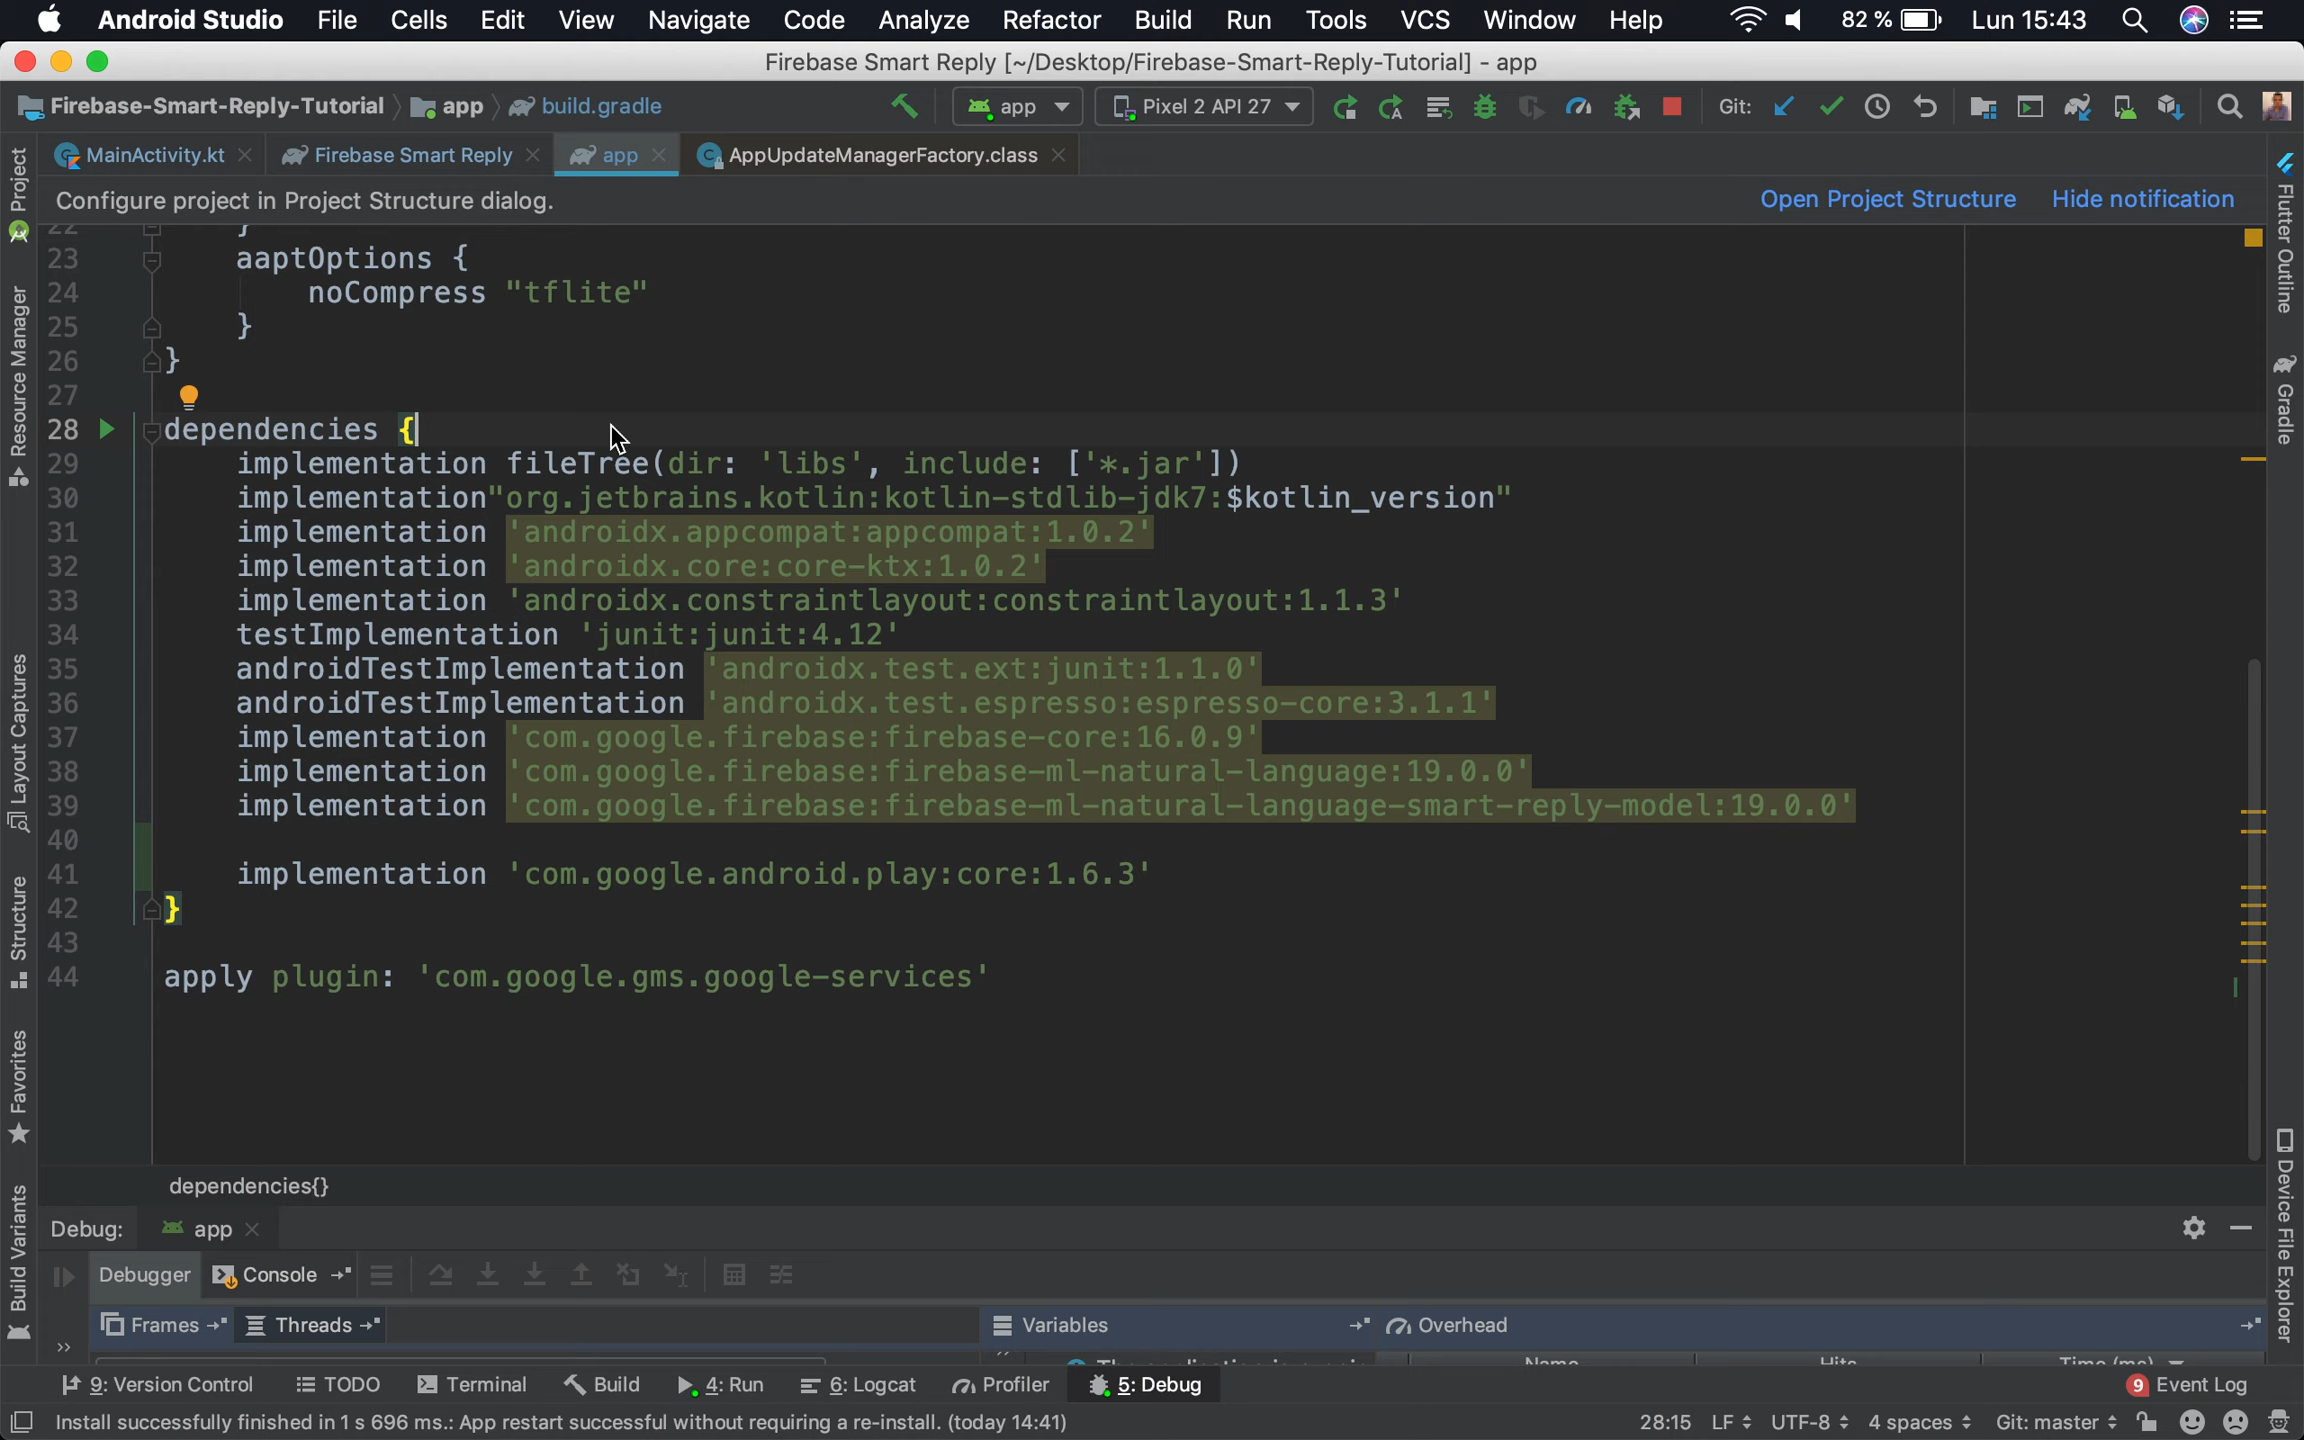 Android Studio File Cells Edit View Navigate Code Analyze Refactor Build Run Tools VCS Window Help 82 % Lun 15:43
Firebase Smart Reply [~/Desktop/Firebase-Smart-Reply-Tutorial] - app
Firebase-Smart-Reply-Tutorial app build.gradle app Pixel 2 API 27 Git:
MainActivity.kt Firebase Smart Reply app AppUpdateManagerFactory.class
Configure project in Project Structure dialog. Open Project Structure Hide notification
22 }
23 aaptOptions {
24 noCompress "tflite"
25 }
26 }
27
28 dependencies {
29 implementation fileTree(dir: 'libs', include: ['*.jar'])
30 implementation"org.jetbrains.kotlin:kotlin-stdlib-jdk7:$kotlin_version"
31 implementation 'androidx.appcompat:appcompat:1.0.2'
32 implementation 'androidx.core:core-ktx:1.0.2'
33 implementation 'androidx.constraintlayout:constraintlayout:1.1.3'
34 testImplementation 'junit:junit:4.12'
35 androidTestImplementation 'androidx.test.ext:junit:1.1.0'
36 androidTestImplementation 'androidx.test.espresso:espresso-core:3.1.1'
37 implementation 'com.google.firebase:firebase-core:16.0.9'
38 implementation 'com.google.firebase:firebase-ml-natural-language:19.0.0'
39 implementation 'com.google.firebase:firebase-ml-natural-language-smart-reply-model:19.0.0'
40
41 implementation 'com.google.android.play:core:1.6.3'
42 }
43
44 apply plugin: 'com.google.gms.google-services'
dependencies{}
Project
Resource Manager
Layout Captures
Structure
Favorites
Build Variants
Flutter Outline
Gradle
Device File Explorer
Debug: app
Debugger Console
Frames Threads Variables Overhead
Name Hits Time (ms)
9: Version Control TODO Terminal Build 4: Run 6: Logcat Profiler 5: Debug 9 Event Log
Install successfully finished in 1 s 696 ms.: App restart successful without requiring a re-install. (today 14:41) 28:15 LF UTF-8 4 spaces Git: master